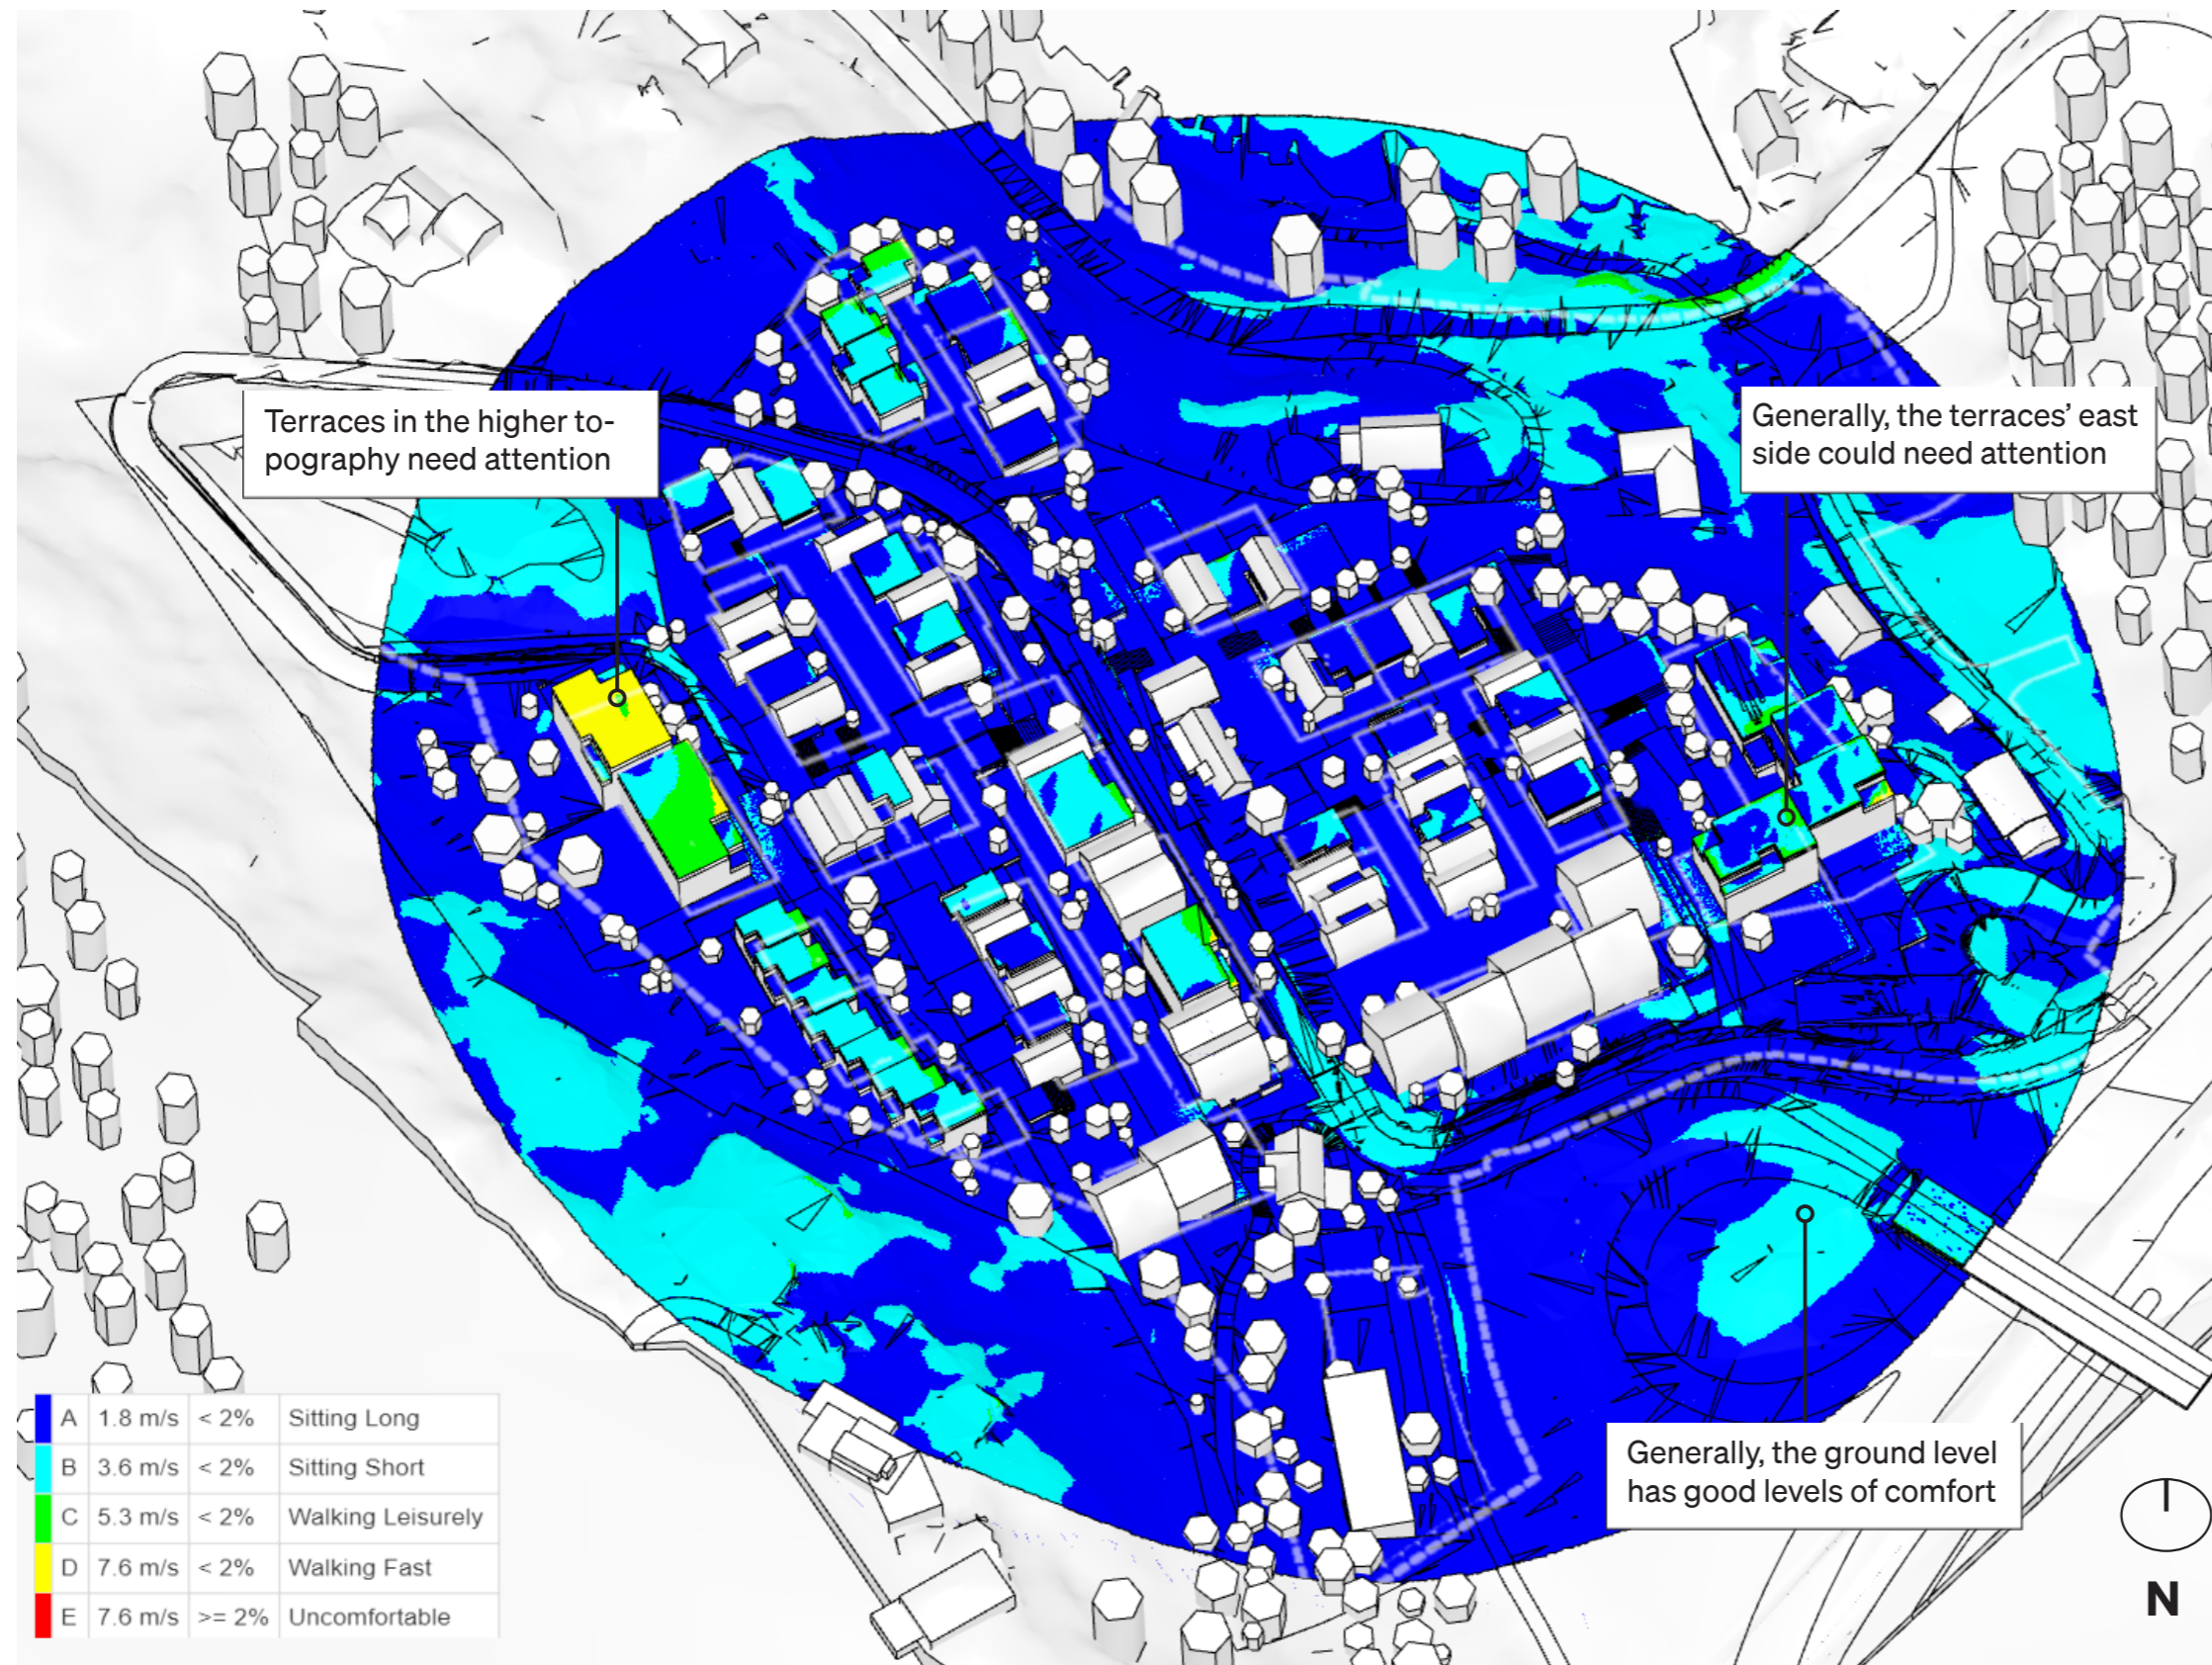 Terraces in the higher to-
pography need attention
Generally, the terraces’ east
side could need attention
A 1.8 m/s < 2% Sitting Long
B 3.6 m/s < 2% Sitting Short
C 5.3 m/s < 2% Walking Leisurely
D 7.6 m/s < 2% Walking Fast
E 7.6 m/s >= 2% Uncomfortable
Generally, the ground level
has good levels of comfort
N